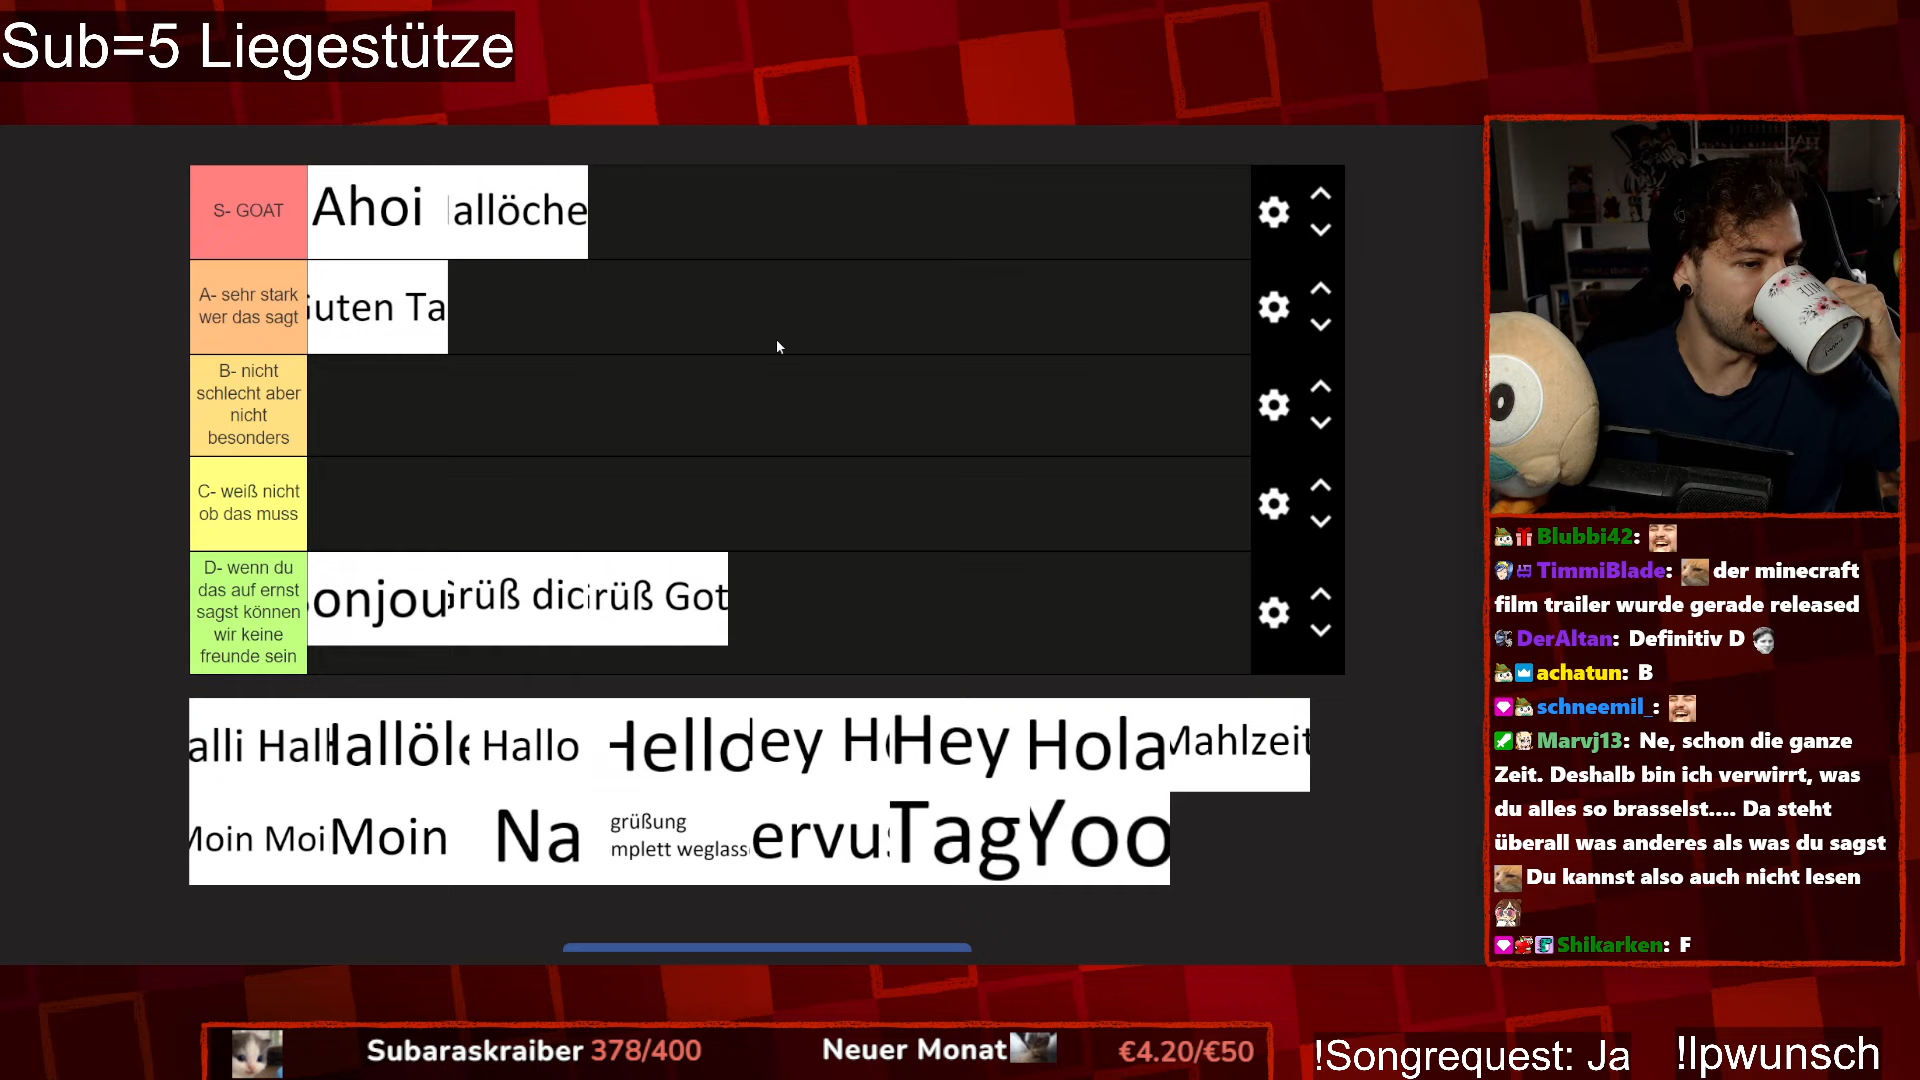 Sub=5 Liegestütze
S- GOAT
Ahoi
allöche
A- sehr stark
wer das sagt
uten Ta
B- nicht
schlecht aber
nicht
besonders
C- weiß nicht
ob das muss
D- wenn du
das auf ernst
sagst können
wir keine
freunde sein
onjou
rüß dic
rüß Got
alli Hall
Hallöle
Hallo
Hello
ey H
Hey
Hola
Mahlzeit
Moin Moi
Moin
Na
grüßung
mplett weglass
ervus
Tag
Yoo
Blubbi42:
TimmiBlade: der minecraft
film trailer wurde gerade released
DerAltan: Definitiv D
achatun: B
schneemil_:
Marvj13: Ne, schon die ganze
Zeit. Deshalb bin ich verwirrt, was
du alles so brasselst.... Da steht
überall was anderes als was du sagst
Du kannst also auch nicht lesen
Shikarken: F
Subaraskraiber 378/400
Neuer Monat €4.20/€50
!Songrequest: Ja
!lpwunsch